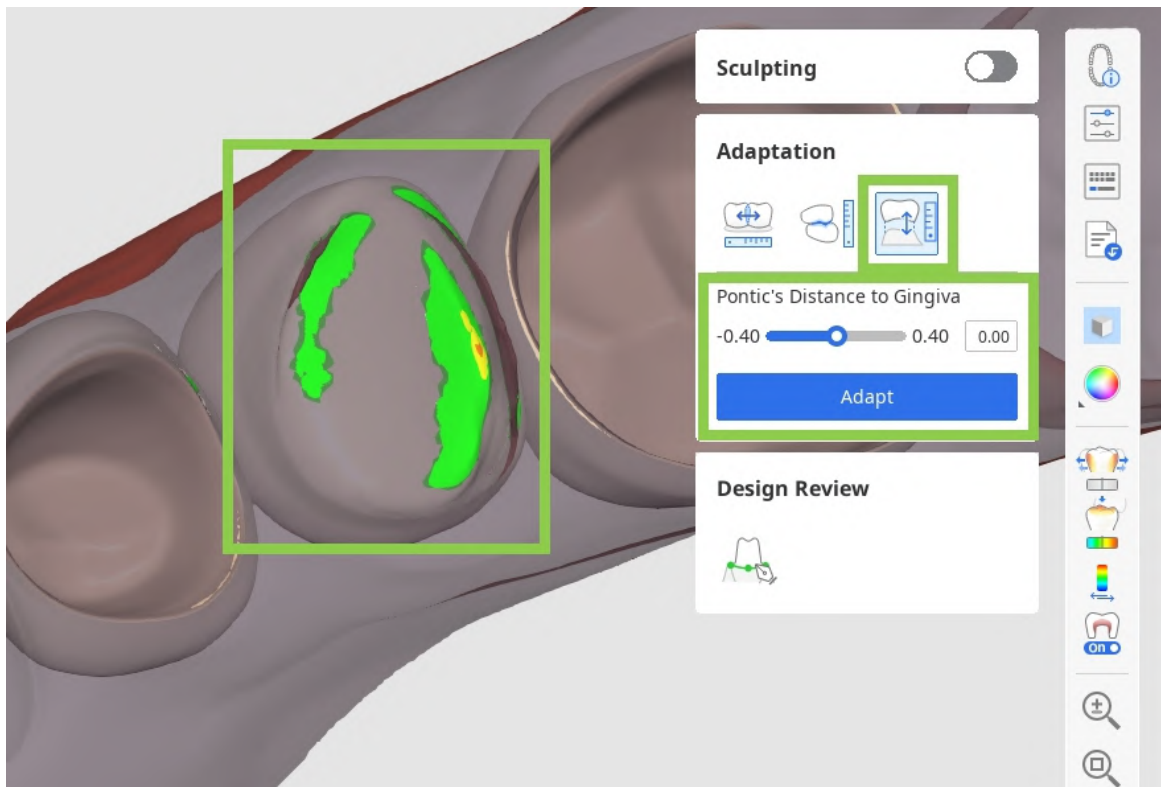 Sculpting
Adaptation
Pontic's Distance to Gingiva
-0.40 0.40 0.00
Adapt
Design Review
On